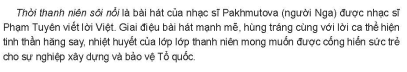 Thời thanh niên sôi nổi là bài hát của nhạc sĩ Pakhmutova (người Nga) được nhạc sĩ
Phạm Tuyên viết lời Việt. Giai điệu bài hát mạnh mẽ, hùng tráng cùng với lời ca thể hiện
tinh thần hăng say, nhiệt huyết của lớp lớp thanh niên mong muốn được cống hiến sức trẻ
cho sự nghiệp xây dựng và bảo vệ Tổ quốc.